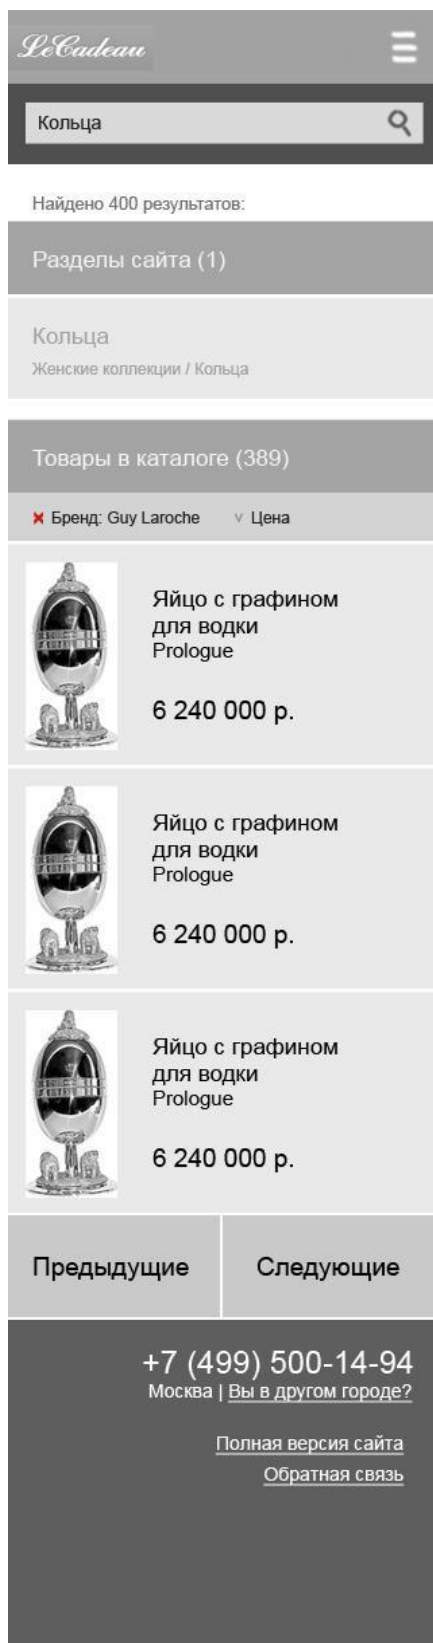 LeCadeau
Кольца
Найдено 400 результатов:
Разделы сайта (1)
Кольца
Женские коллекции / Кольца
Товары в каталоге (389)
Бренд: Guy Laroche
Цена
Яйцо с графином
для водки
Prologue
6 240 000 р.
Яйцо с графином
для водки
Prologue
6 240 000 р.
Яйцо с графином
для водки
Prologue
6 240 000 р.
Предыдущие
Следующие
+7 (499) 500-14-94
Москва | Вы в другом городе?
Полная версия сайта
Обратная связь